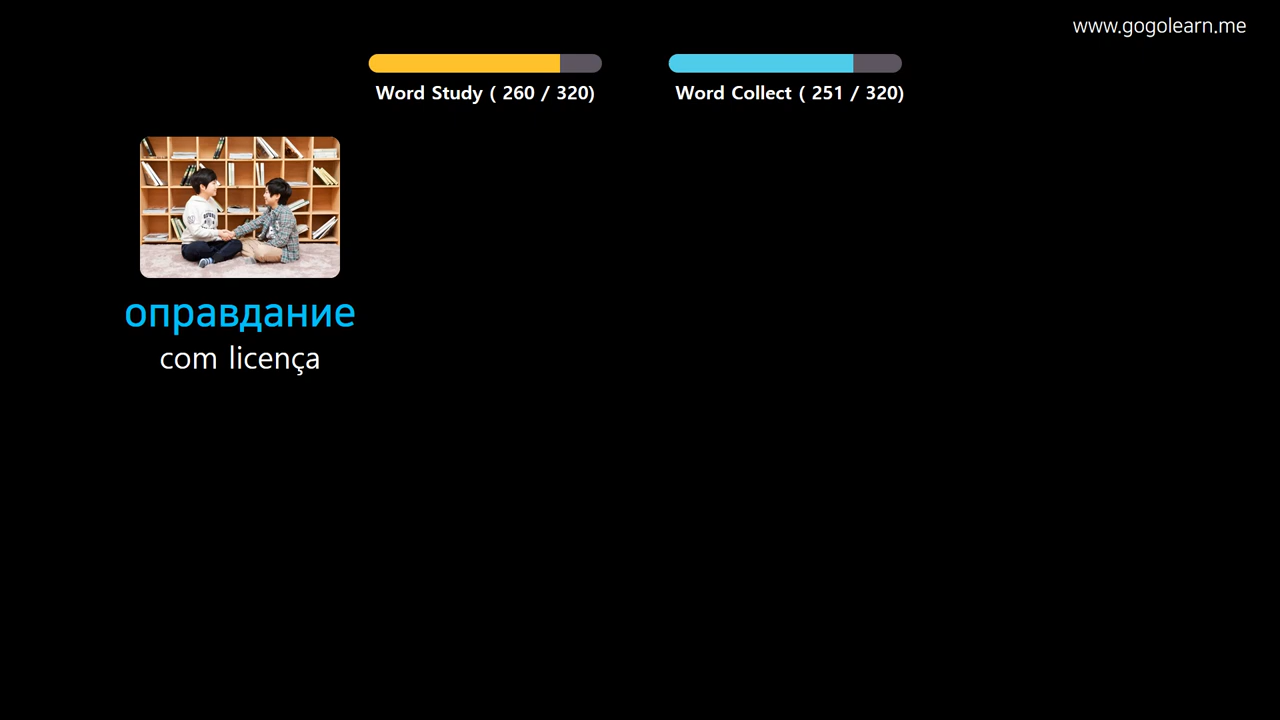 www.gogolearn.me
Word Study ( 260 / 320)
Word Collect ( 251 / 320)
оправдание
com licença